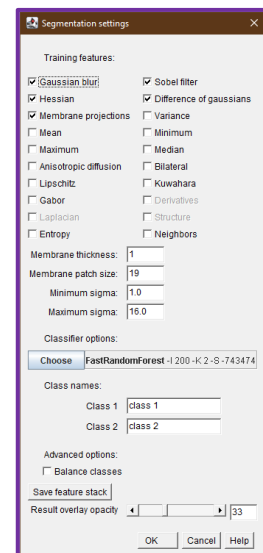 Segmentation settings
Training features:
Gaussian blur Sobel filter
Hessian Difference of gaussians
Membrane projections Variance
Mean Minimum
Maximum Median
Anisotropic diffusion Bilateral
Lipschitz Kuwahara
Gabor Derivatives
Laplacian Structure
Entropy Neighbors
Membrane thickness: 1
Membrane patch size: 19
Minimum sigma: 1.0
Maximum sigma: 16.0
Classifier options:
Choose FastRandomForest -I 200 -K 2 -S -743474
Class names:
Class 1 class 1
Class 2 class 2
Advanced options:
Balance classes
Save feature stack
Result overlay opacity 33
OK Cancel Help